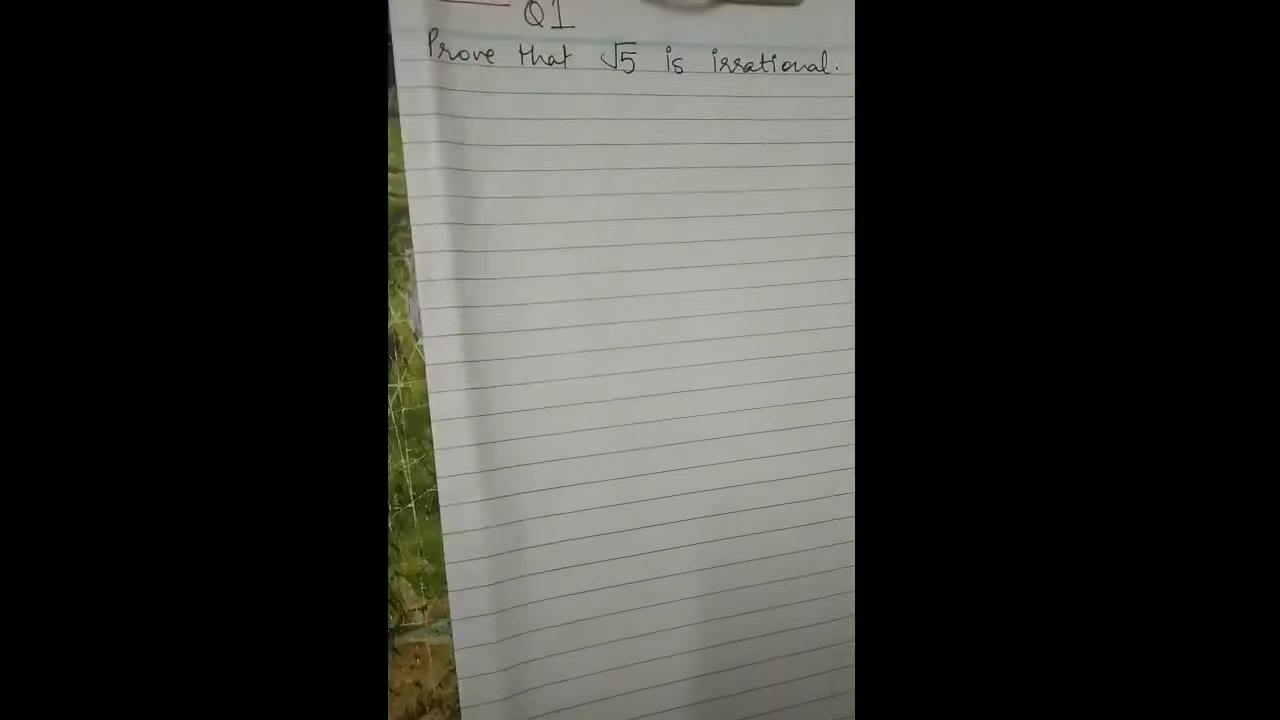 Q1
Prove that √5 is irrational.